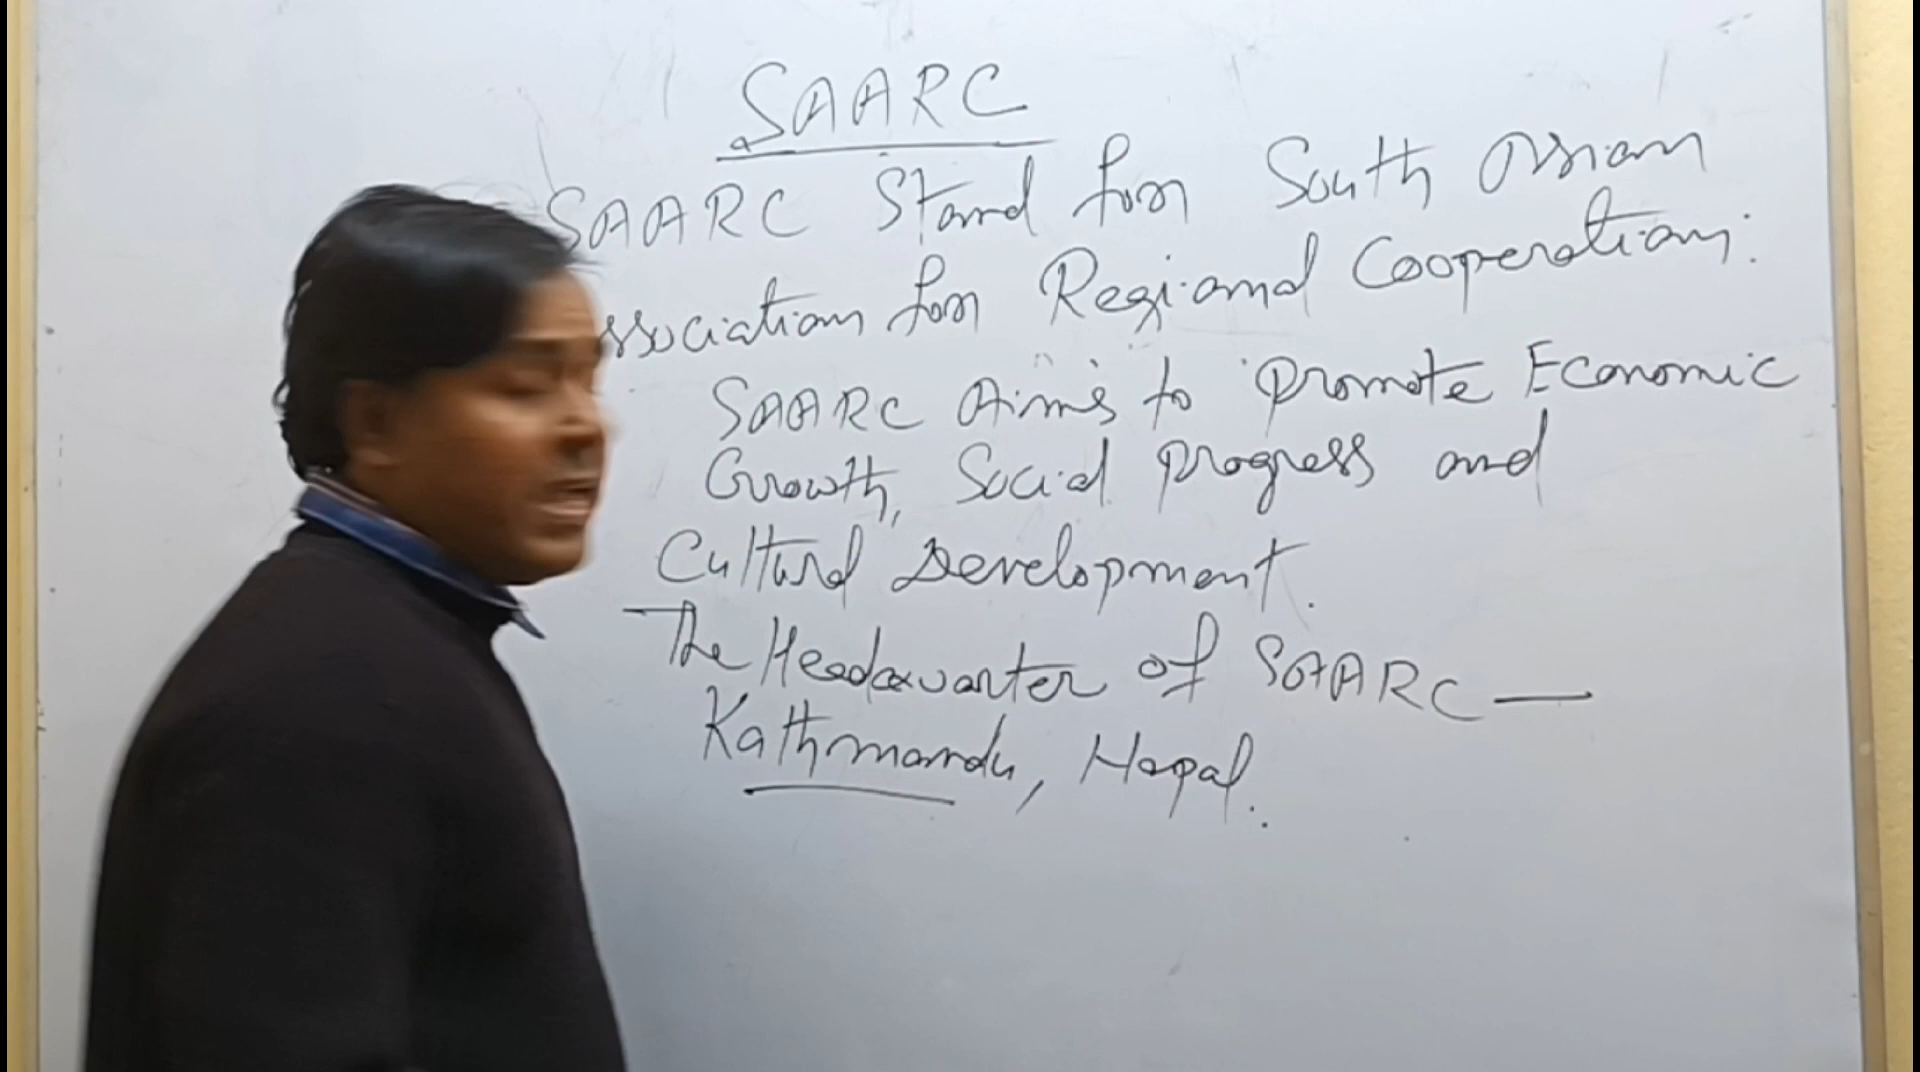 SAARC
SAARC Stand for South Asian
ssociation for Regional Cooperation.
SAARC Aims to Promote Economic
Growth, Social progress and
Cultural Development.
The Headquarter of SAARC —
Kathmandu, Nepal.